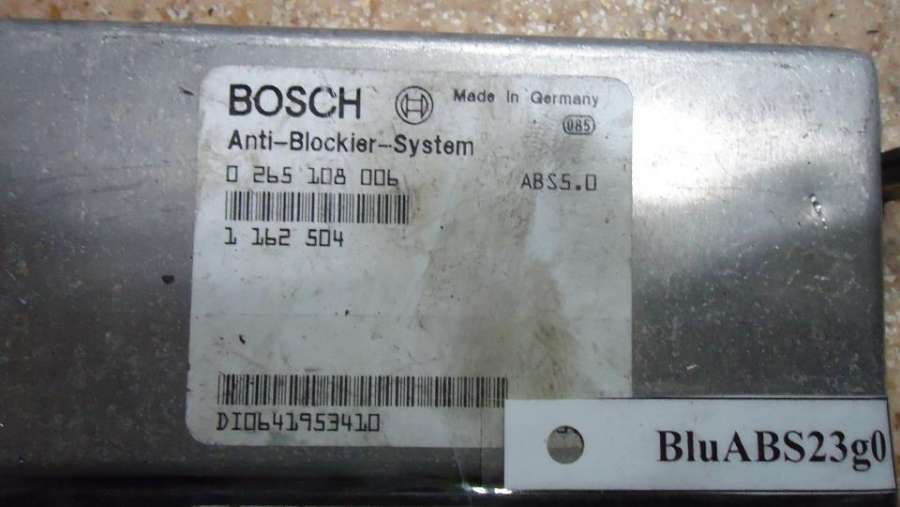 BOSCH Made in Germany
085
Anti-Blockier-System
0 265 108 006 ABS5.0
1 162 504
DI0641953410
BluABS23g0